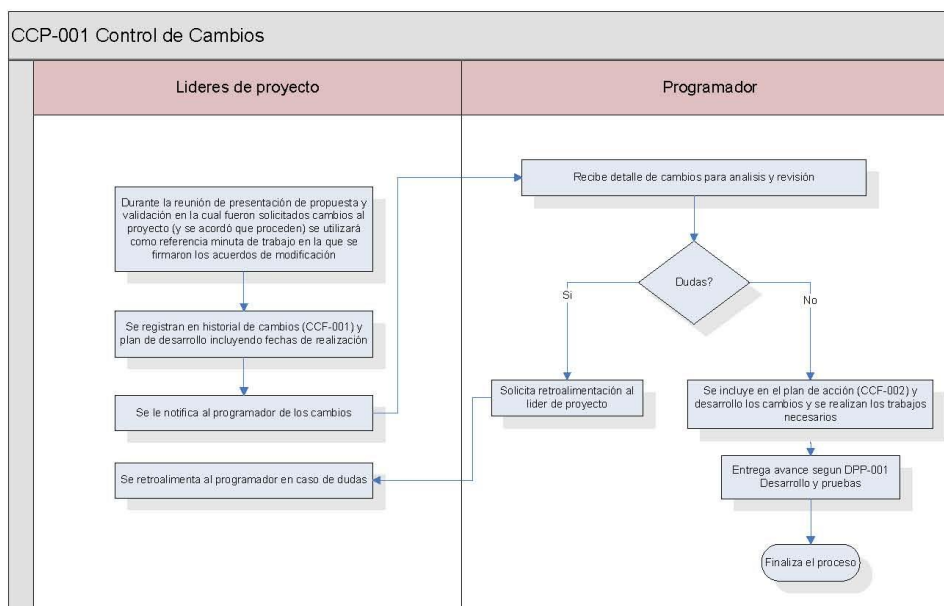 CCP-001 Control de Cambios
Lideres de proyecto
Programador
Durante la reunión de presentación de propuesta y
validación en la cual fueron solicitados cambios al
proyecto (y se acordó que proceden) se utilizará
como referencia minuta de trabajo en la que se
firmaron los acuerdos de modificación
Se registran en historial de cambios (CCF-001) y
plan de desarrollo incluyendo fechas de realización
Se le notifica al programador de los cambios
Se retroalimenta al programador en caso de dudas
Recibe detalle de cambios para analisis y revisión
Dudas?
Si
No
Solicita retroalimentación al
lider de proyecto
Se incluye en el plan de acción (CCF-002) y
desarrollo los cambios y se realizan los trabajos
necesarios
Entrega avance segun DPP-001
Desarrollo y pruebas
Finaliza el proceso